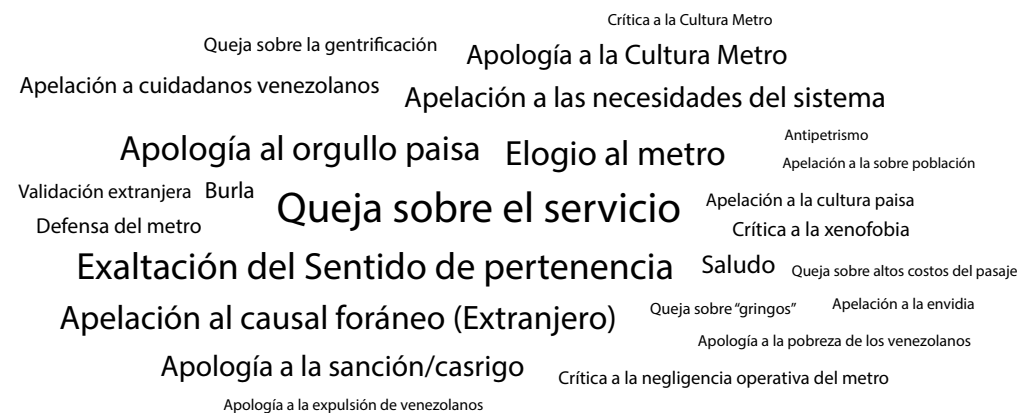 Crítica a la Cultura Metro
Queja sobre la gentrificación
Apología a la Cultura Metro
Apelación a cuidadanos venezolanos
Apelación a las necesidades del sistema
Antipetrismo
Apología al orgullo paisa
Elogio al metro
Apelación a la sobre población
Validación extranjera
Burla
Queja sobre el servicio
Apelación a la cultura paisa
Defensa del metro
Crítica a la xenofobia
Exaltación del Sentido de pertenencia
Saludo
Queja sobre altos costos del pasaje
Apelación al causal foráneo (Extranjero)
Queja sobre “gringos”
Apelación a la envidia
Apología a la pobreza de los venezolanos
Apología a la sanción/casrigo
Crítica a la negligencia operativa del metro
Apología a la expulsión de venezolanos